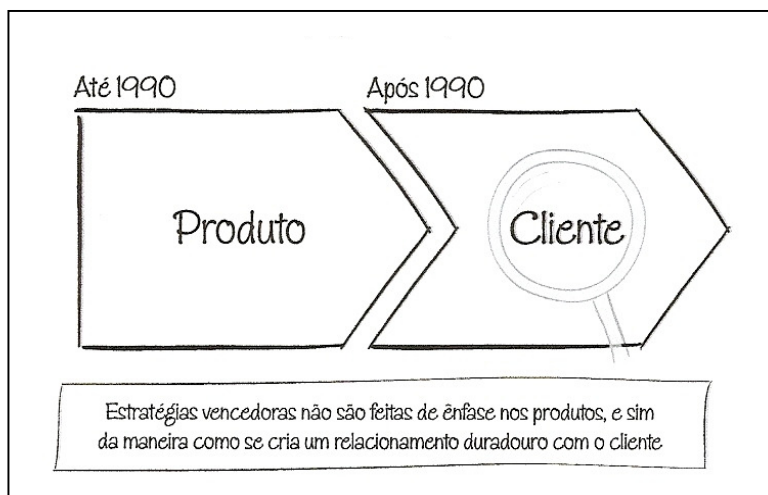 Até 1990
Após 1990
Produto
Cliente
Estratégias vencedoras não são feitas de ênfase nos produtos, e sim
da maneira como se cria um relacionamento duradouro com o cliente